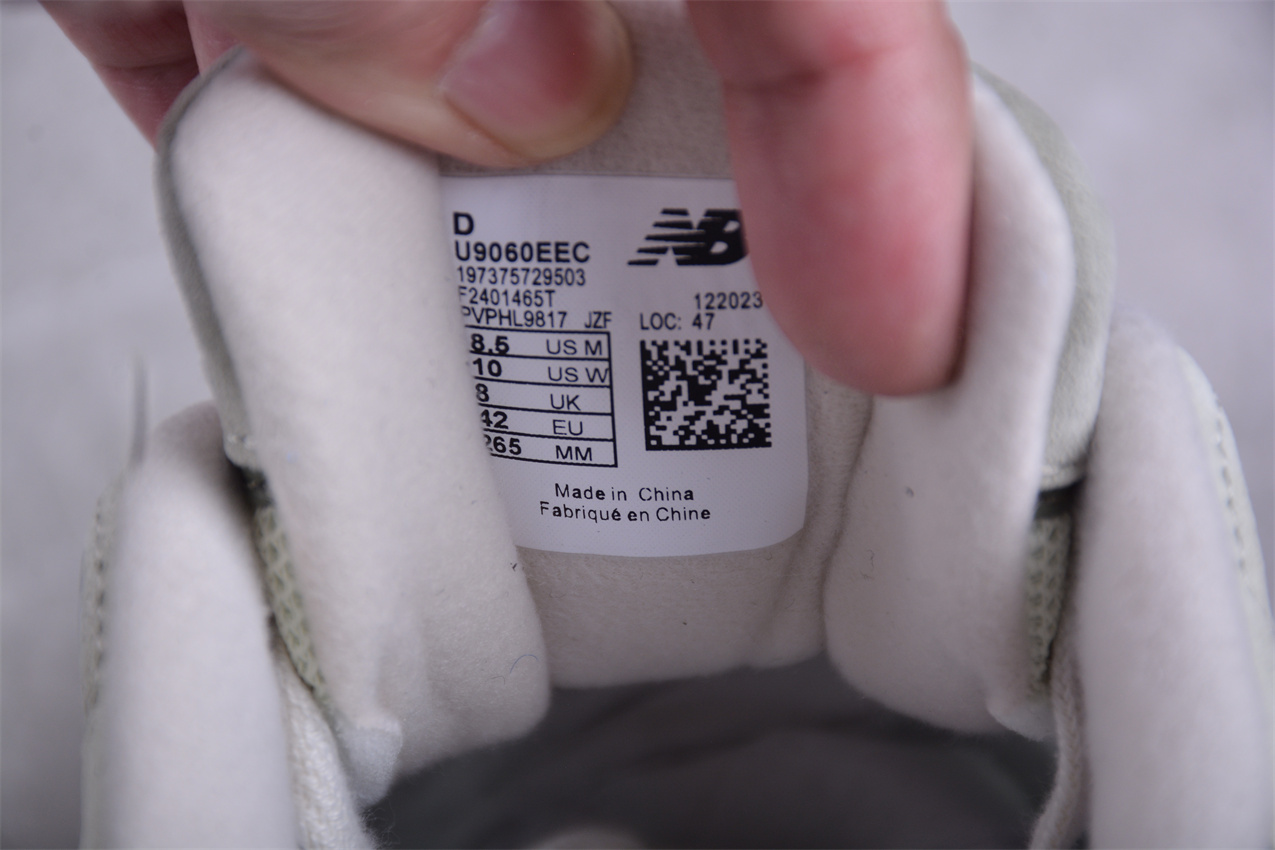 D
U9060EEC
NB
197375729503
F2401465T
122023
PVPHL9817 JZF
LOC: 47
8.5 US M
10 US W
8 UK
42 EU
265 MM
Made in China
Fabriqué en Chine